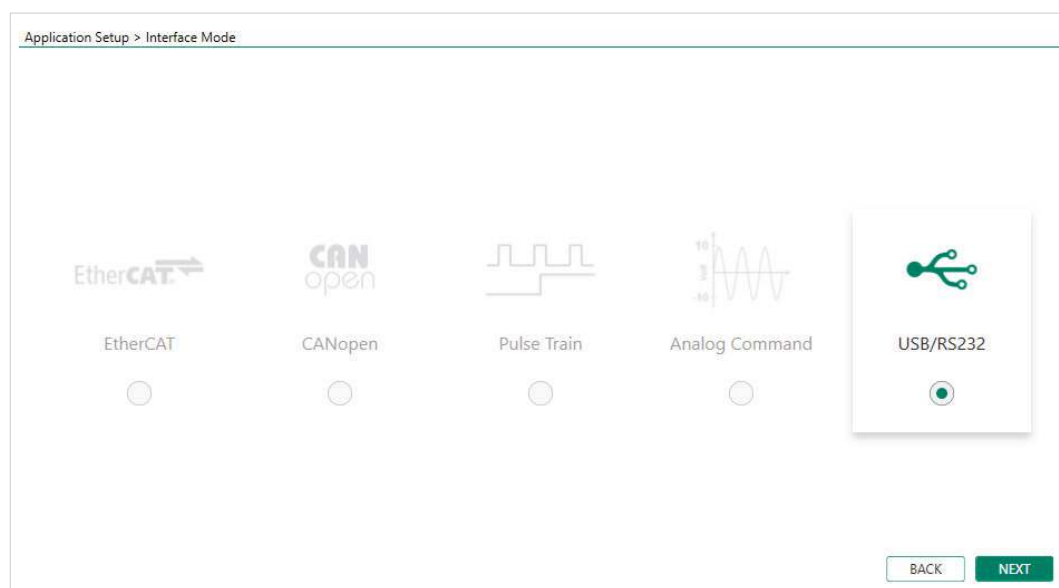 Application Setup > Interface Mode
EtherCAT
CAN
open
10
Volt
-10
EtherCAT
CANopen
Pulse Train
Analog Command
USB/RS232
BACK
NEXT